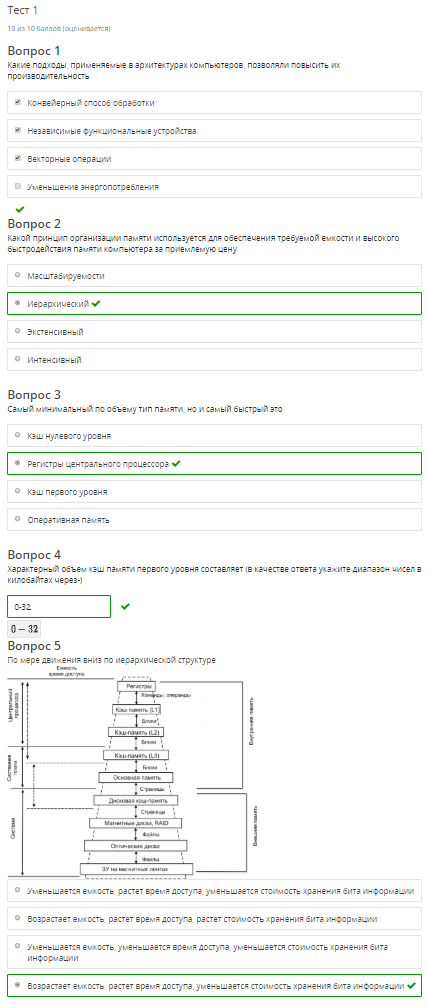 Тест 1
10 из 10 баллов (оценивается)
Вопрос 1
Какие подходы, применяемые в архитектурах компьютеров, позволяли повысить их
производительность
Конвейерный способ обработки
Независимые функциональные устройства
Векторные операции
Уменьшение энергопотребления
Вопрос 2
Какой принцип организации памяти используется для обеспечения требуемой емкости и высокого
быстродействия памяти компьютера за приемлемую цену
Масштабируемости
Иерархический
Экстенсивный
Интенсивный
Вопрос 3
Самый минимальный по объему тип памяти, но и самый быстрый это
Кэш нулевого уровня
Регистры центрального процессора
Кэш первого уровня
Оперативная память
Вопрос 4
Характерный объем кэш памяти первого уровня составляет (в качестве ответа укажите диапазон чисел в
килобайтах через-)
0-32
0 − 32
Вопрос 5
По мере движения вниз по иерархической структуре
Емкость
время доступа
Регистры
Команды, операнды
Кэш-память (L1)
Блоки
Кэш-память (L2)
Блоки
Кэш-память (L3)
Блоки
Основная память
Страницы
Дисковая кэш-память
Страницы
Магнитные диски, RAID
Файлы
Оптические диски
Файлы
ЗУ на магнитных лентах
Центральный
процессор
Системная
плата
Система
Внутренняя память
Внешняя память
Уменьшается емкость, растет время доступа, уменьшается стоимость хранения бита информации
Возрастает емкость, растет время доступа, растет стоимость хранения бита информации
Уменьшается емкость, уменьшается время доступа, уменьшается стоимость хранения бита
информации
Возрастает емкость, растет время доступа, уменьшается стоимость хранения бита информации